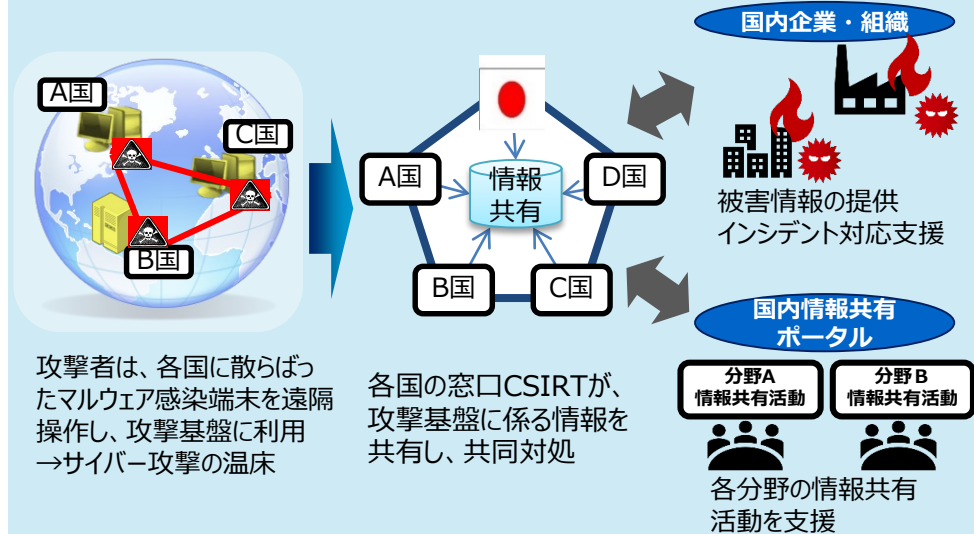 A国
C国
B国
攻撃者は、各国に散らばっ
たマルウェア感染端末を遠隔
操作し、攻撃基盤に利用
→サイバー攻撃の温床
A国
情報
共有
D国
B国
C国
各国の窓口CSIRTが、
攻撃基盤に係る情報を
共有し、共同対処
国内企業・組織
被害情報の提供
インシデント対応支援
国内情報共有
ポータル
分野A
情報共有活動
分野B
情報共有活動
各分野の情報共有
活動を支援